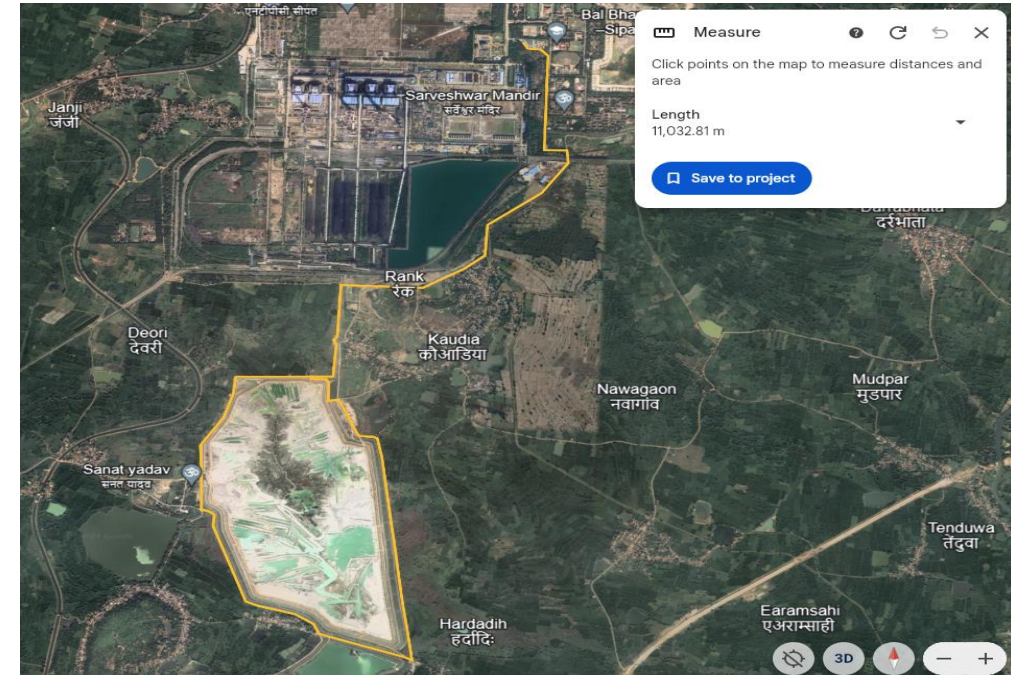 एनटीपीसी सीपत
Bal Bha
–Sipa
Measure
Click points on the map to measure distances and
area
Length
11,032.81 m
Save to project
Sarveshwar Mandir
सर्वेश्वर मंदिर
Janji
जंजी
दर्रभाता
Rank
रंक
Deori
देवरी
Kaudia
कौआडिया
Nawagaon
नवागांव
Mudpar
मुडपार
Sanat yadav
सनत यादव
Tenduwa
तेंदुवा
Earamsahi
एअराम्साही
Hardadih
हर्दादिः
3D